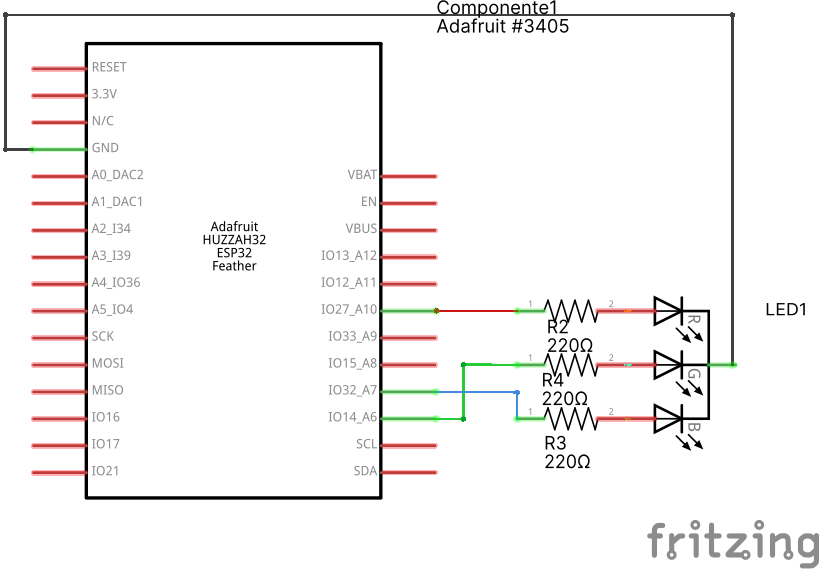 Componente1
Adafruit #3405
RESET
3.3V
N/C
GND
A0_DAC2
A1_DAC1
A2_I34
A3_I39
A4_IO36
A5_IO4
SCK
MOSI
MISO
IO16
IO17
IO21
Adafruit
HUZZAH32
ESP32
Feather
VBAT
EN
VBUS
IO13_A12
IO12_A11
IO27_A10
IO33_A9
IO15_A8
IO32_A7
IO14_A6
SCL
SDA
1
2
R2
220Ω
1
2
R4
220Ω
1
2
R3
220Ω
R
G
B
LED1
fritzing